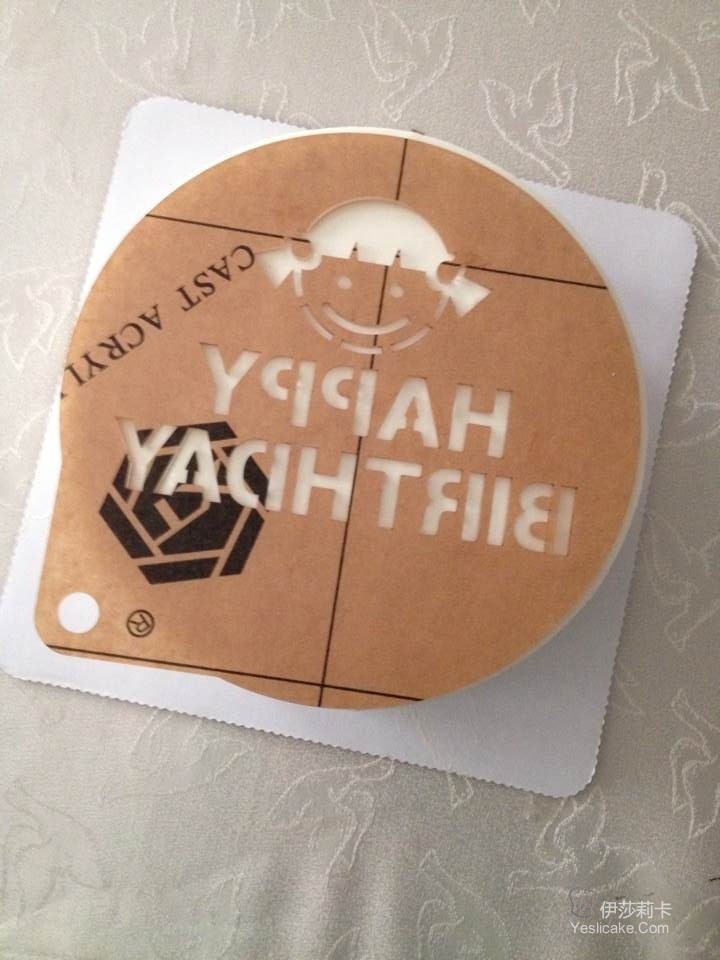 CAST ACRYL
HAPPY
BIRTHDAY
®
伊莎莉卡
Yeslicake.Com